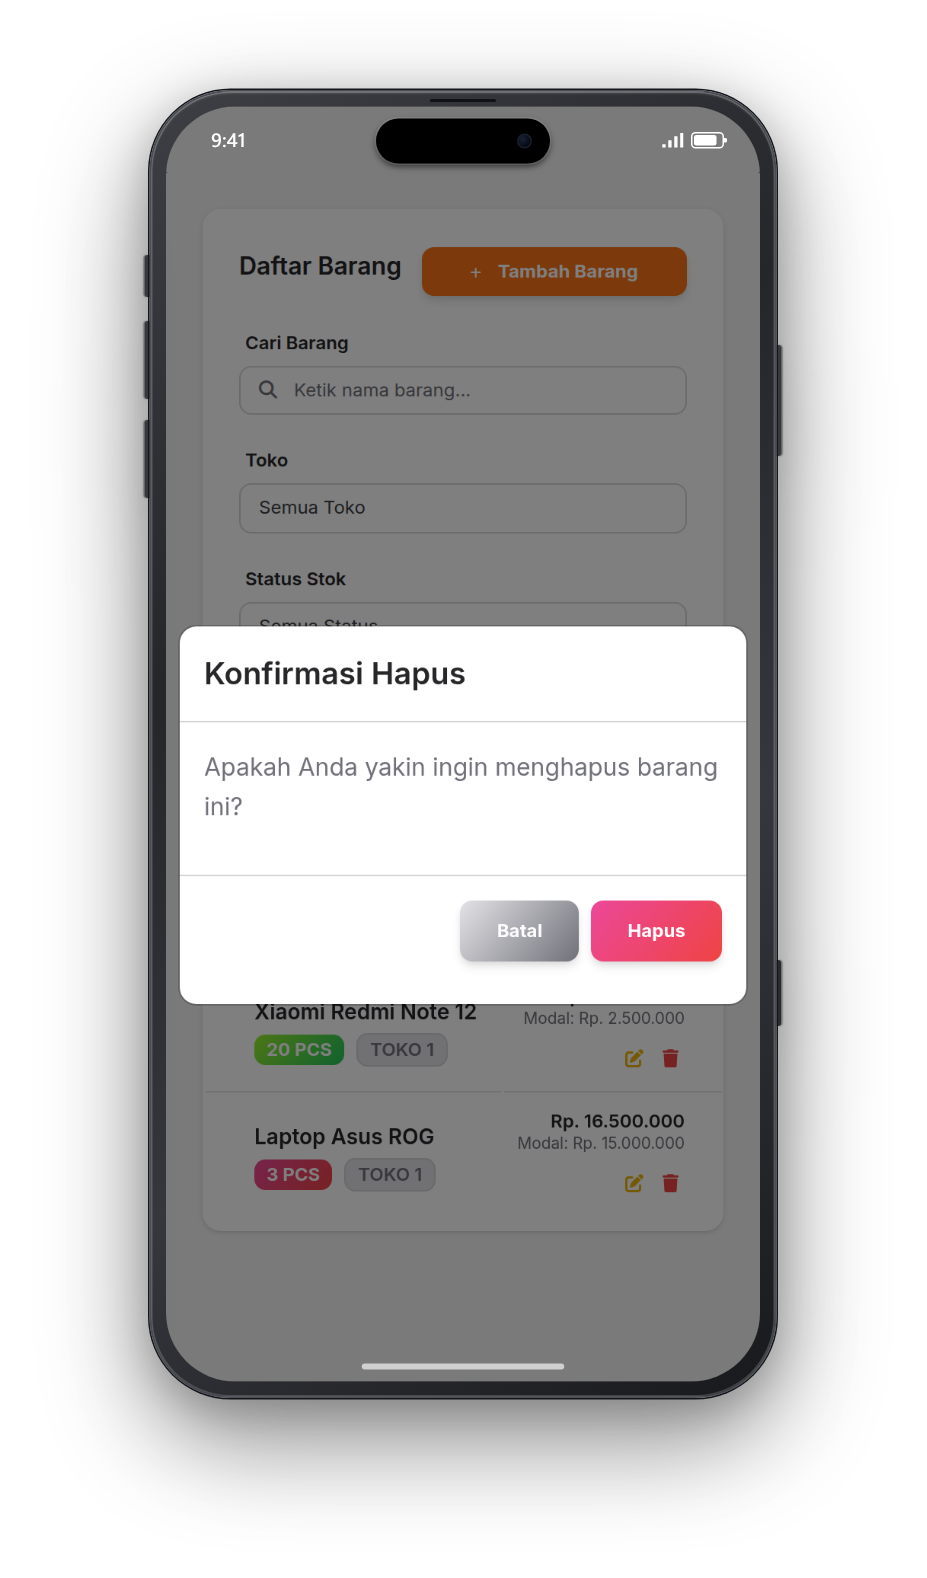 9:41
Daftar Barang
+ Tambah Barang
Cari Barang
Ketik nama barang...
Toko
Semua Toko
Status Stok
Semua Status
Konfirmasi Hapus
Apakah Anda yakin ingin menghapus barang
ini?
Batal
Hapus
Xiaomi Redmi Note 12
Modal: Rp. 2.500.000
20 PCS
TOKO 1
Rp. 16.500.000
Laptop Asus ROG
Modal: Rp. 15.000.000
3 PCS
TOKO 1